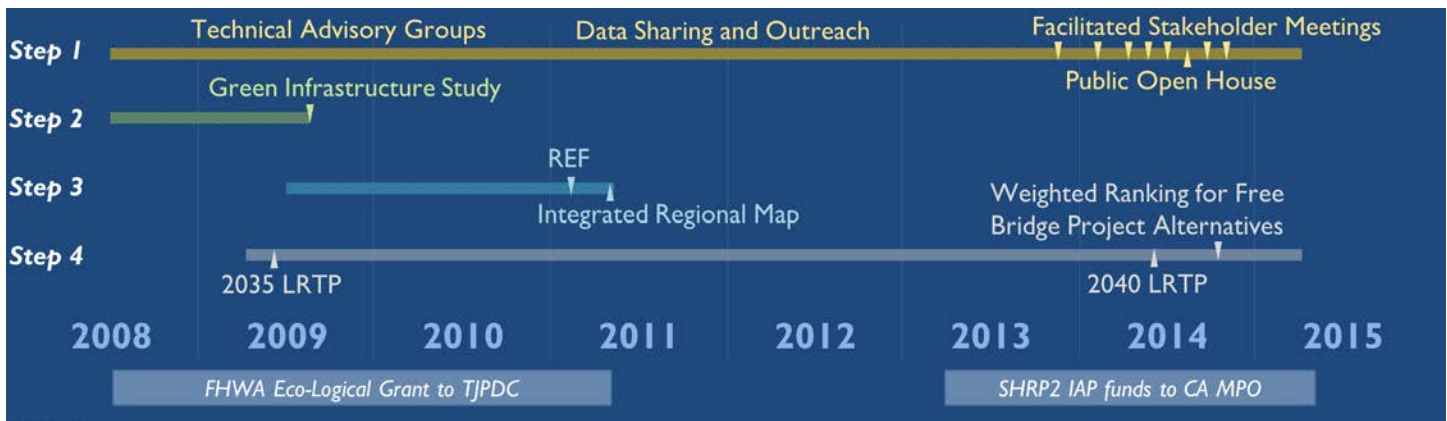 Technical Advisory Groups Data Sharing and Outreach Facilitated Stakeholder Meetings
Step 1
Public Open House
Green Infrastructure Study
Step 2
REF
Step 3
Integrated Regional Map
Weighted Ranking for Free
Bridge Project Alternatives
Step 4
2035 LRTP 2040 LRTP
2008 2009 2010 2011 2012 2013 2014 2015
FHWA Eco-Logical Grant to TJPDC SHRP2 IAP funds to CA MPO